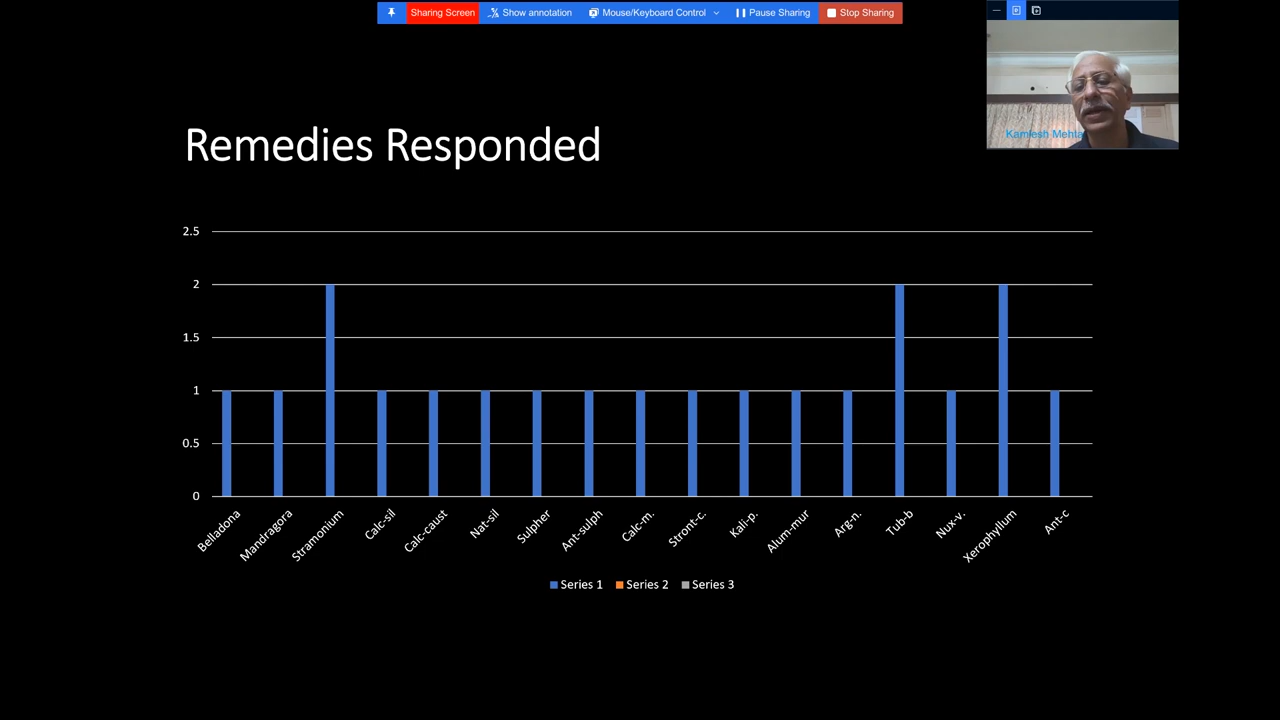 Sharing Screen Show annotation Mouse/Keyboard Control Pause Sharing Stop Sharing
Kamlesh Mehta
Remedies Responded
2.5
2
1.5
1
0.5
0
Belladona Mandragora Stramonium Calc-sil Calc-caust Nat-sil Sulpher Ant-sulph Calc-m. Stront-c. Kali-p. Alum-mur Arg-n. Tub-b Nux-v. Xerophyllum Ant-c
Series 1 Series 2 Series 3